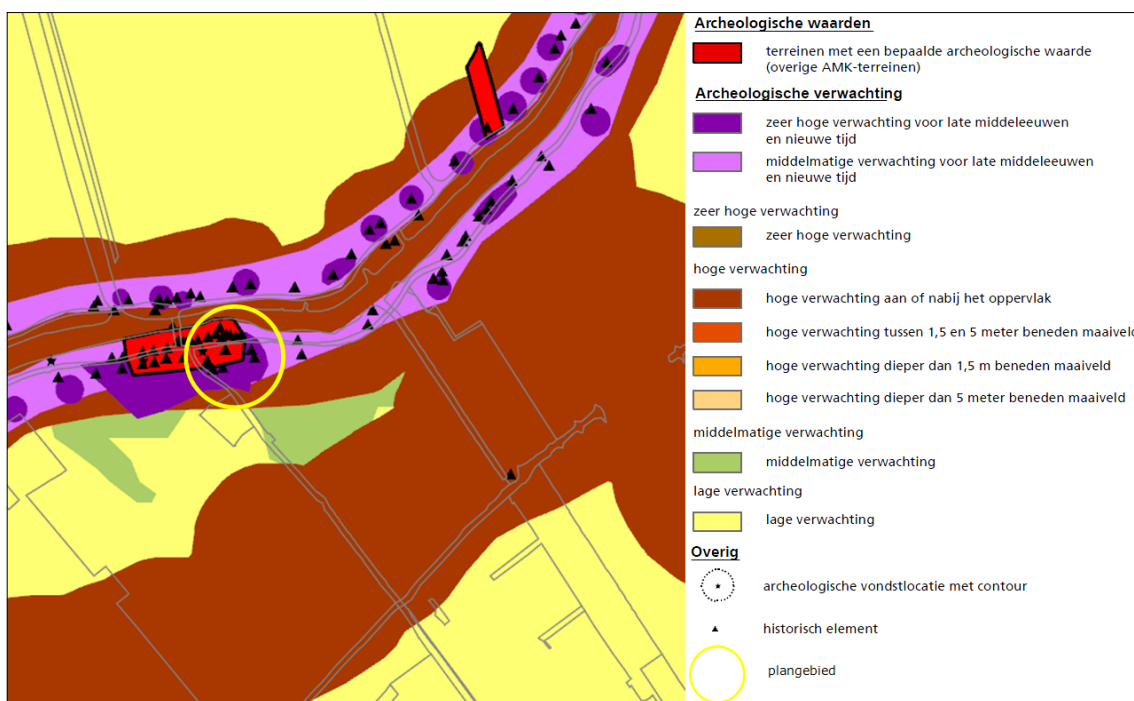 Archeologische waarden
terreinen met een bepaalde archeologische waarde
(overige AMK-terreinen)
Archeologische verwachting
zeer hoge verwachting voor late middeleeuwen
en nieuwe tijd
middelmatige verwachting voor late middeleeuwen
en nieuwe tijd
zeer hoge verwachting
zeer hoge verwachting
hoge verwachting
hoge verwachting aan of nabij het oppervlak
hoge verwachting tussen 1,5 en 5 meter beneden maaiveld
hoge verwachting dieper dan 1,5 m beneden maaiveld
hoge verwachting dieper dan 5 meter beneden maaiveld
middelmatige verwachting
middelmatige verwachting
lage verwachting
lage verwachting
Overig
archeologische vondstlocatie met contour
historisch element
plangebied